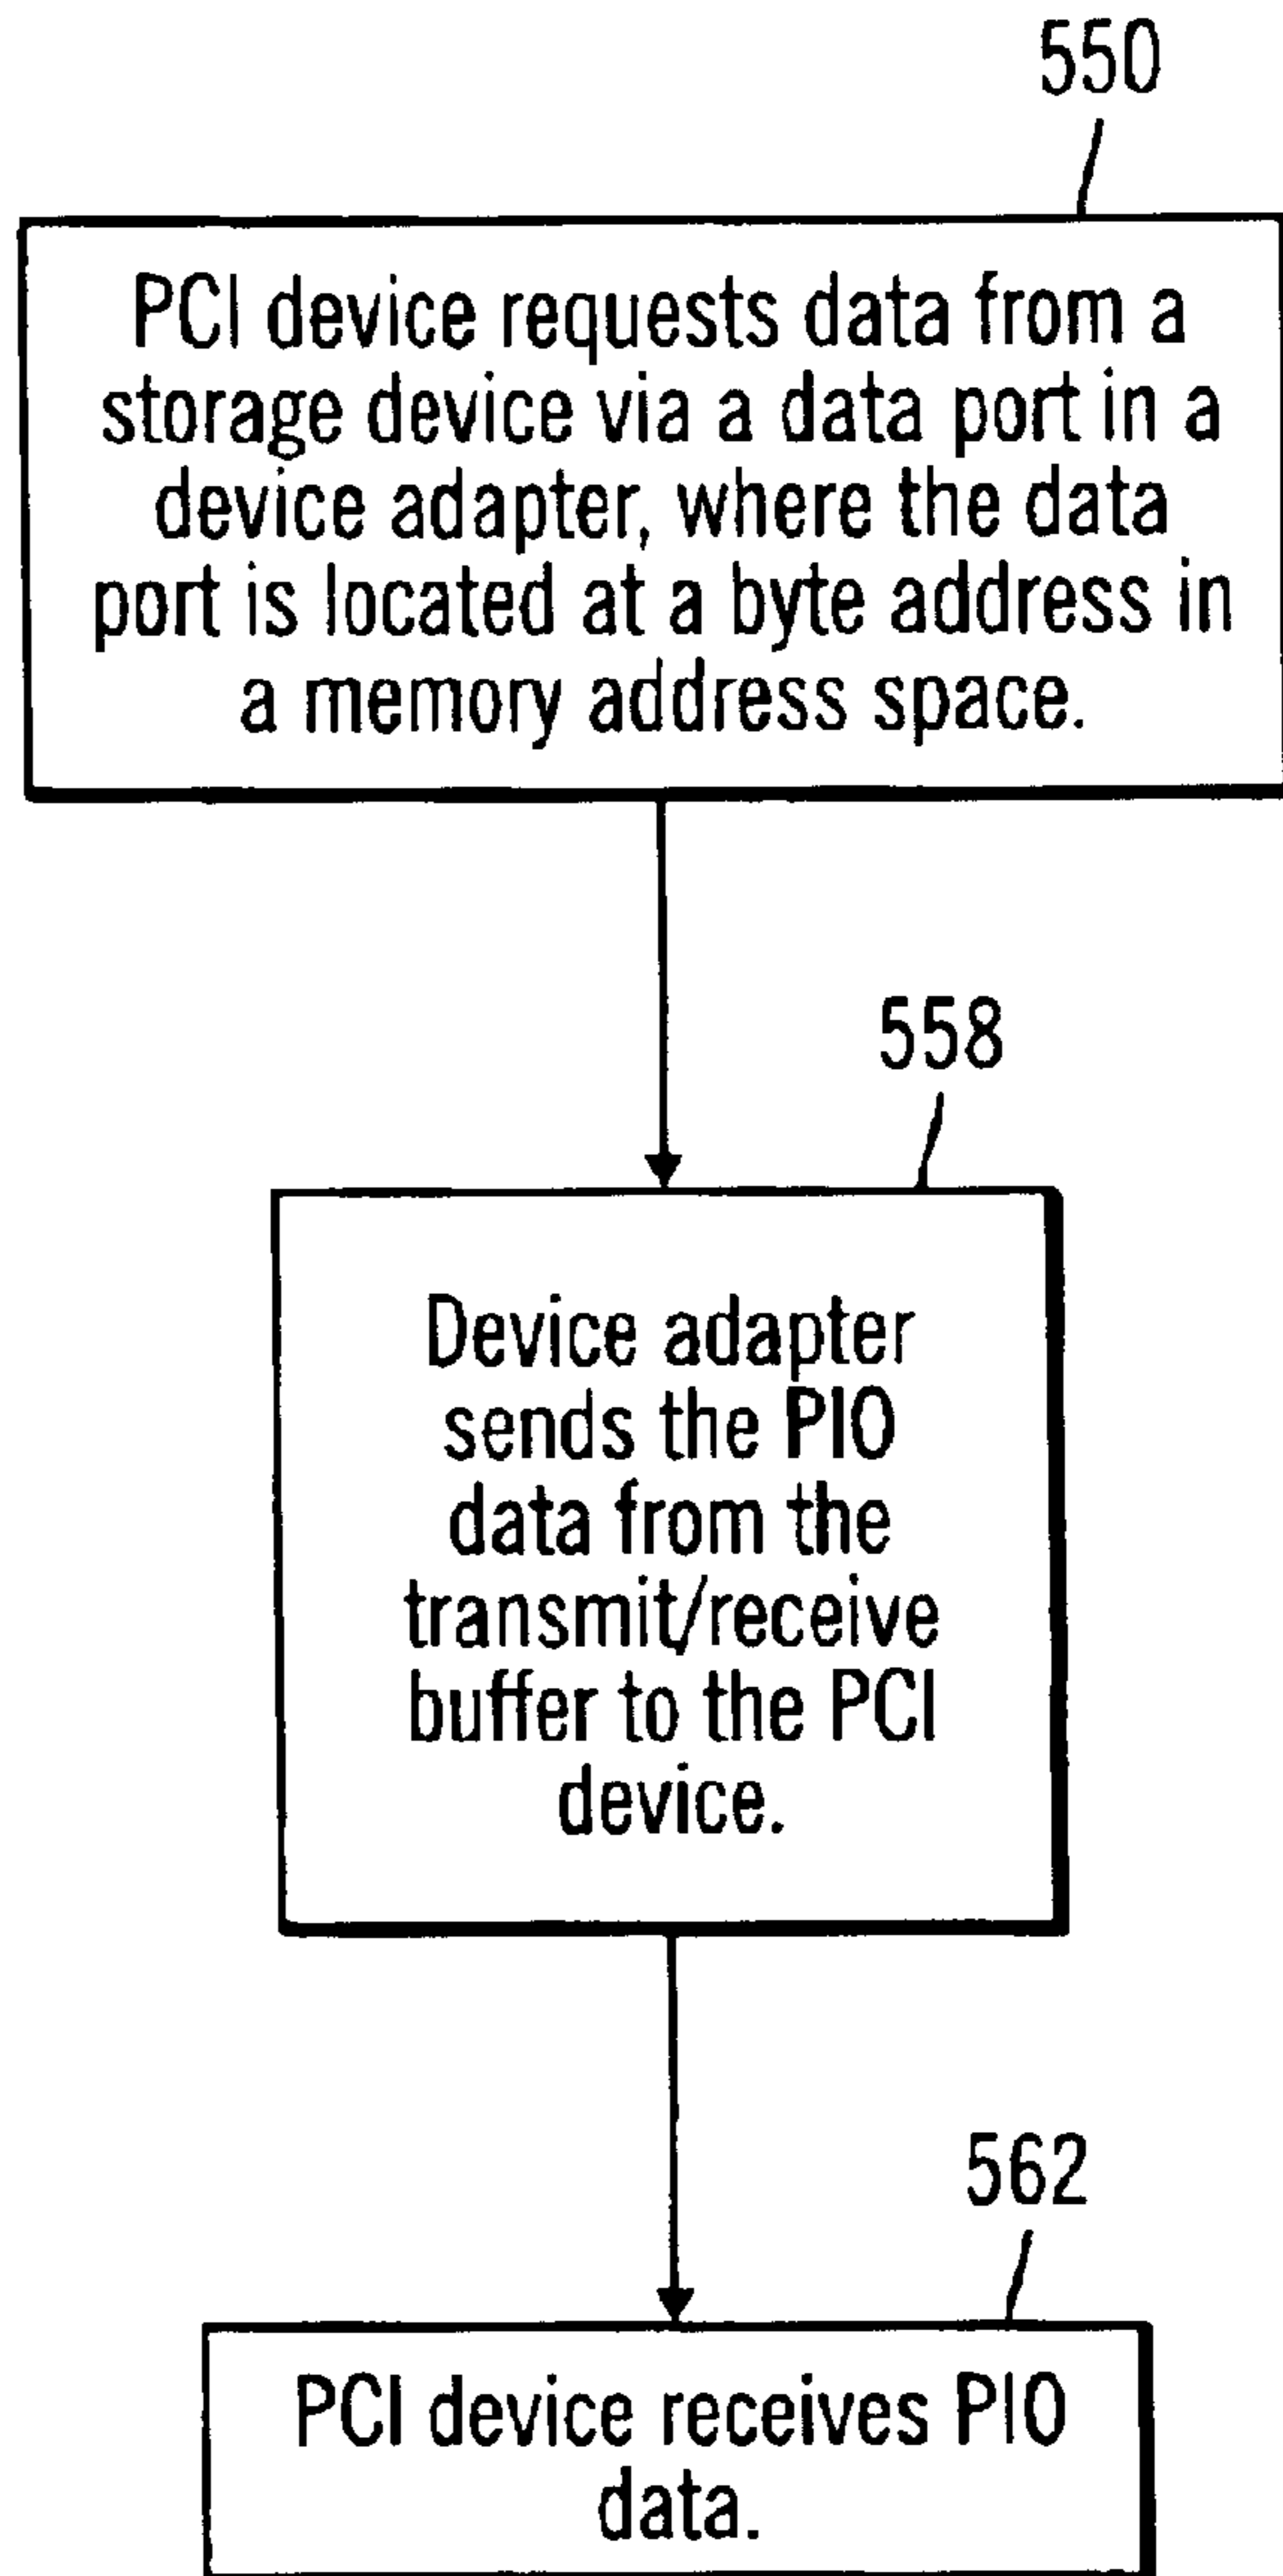 550
PCI device requests data from a
storage device via a data port in a
device adapter, where the data
port is located at a byte address in
a memory address space.
558
Device adapter
sends the PIO
data from the
transmit/receive
buffer to the PCI
device.
562
PCI device receives PIO
data.